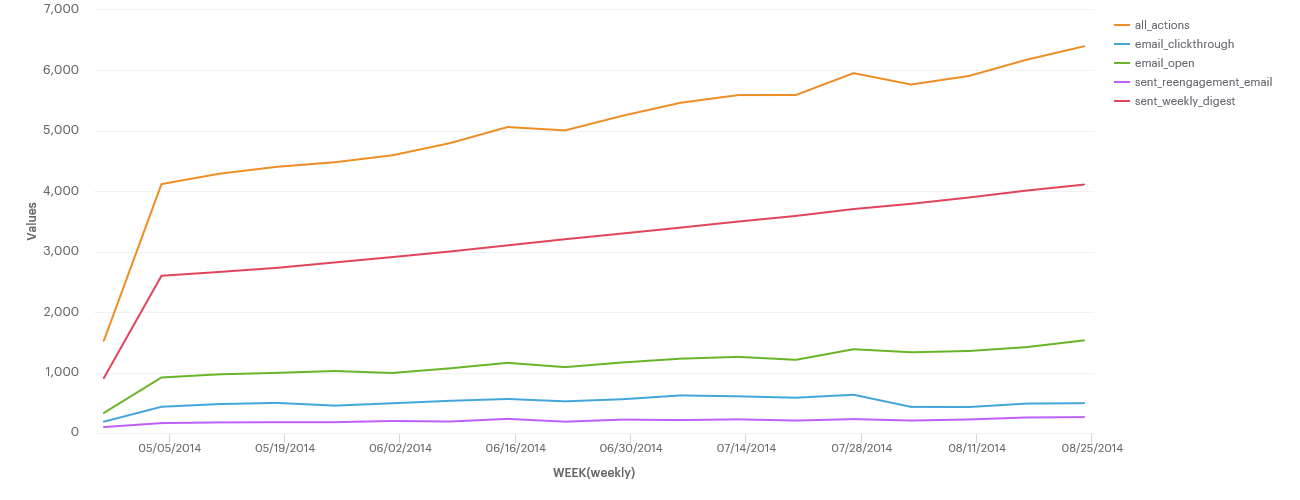 7,000
6,000
5,000
4,000
3,000
2,000
1,000
0
Values
05/05/2014 05/19/2014 06/02/2014 06/16/2014 06/30/2014 07/14/2014 07/28/2014 08/11/2014 08/25/2014
WEEK(weekly)
all_actions
email_clickthrough
email_open
sent_reengagement_email
sent_weekly_digest